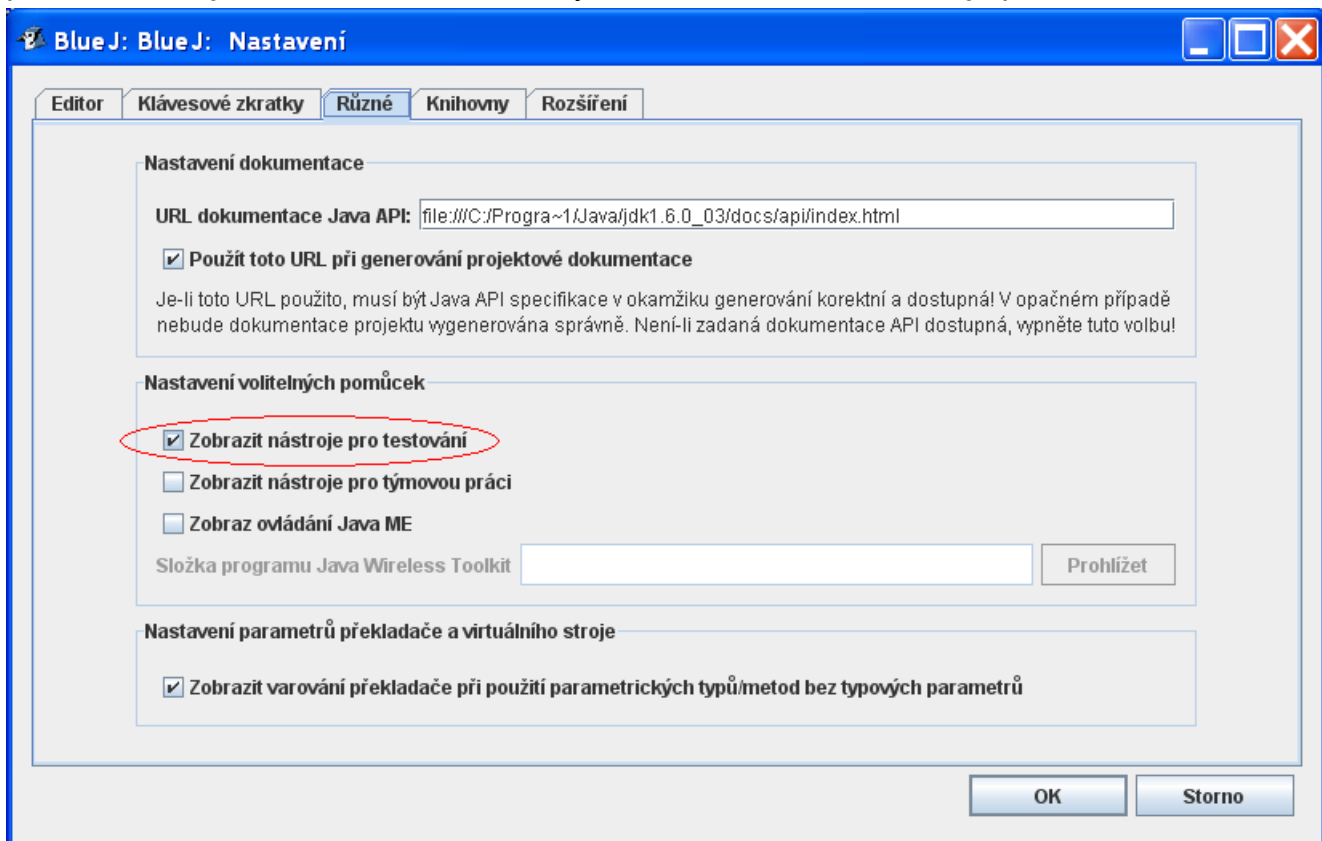 BlueJ: BlueJ: Nastavení
Editor Klávesové zkratky Různé Knihovny Rozšíření
Nastavení dokumentace
URL dokumentace Java API: file:///C:/Progra~1/Java/jdk1.6.0_03/docs/api/index.html
Použít toto URL při generování projektové dokumentace
Je-li toto URL použito, musí být Java API specifikace v okamžiku generování korektní a dostupná! V opačném případě
nebude dokumentace projektu vygenerována správně. Není-li zadaná dokumentace API dostupná, vypněte tuto volbu!
Nastavení volitelných pomůcek
Zobrazit nástroje pro testování
Zobrazit nástroje pro týmovou práci
Zobraz ovládání Java ME
Složka programu Java Wireless Toolkit Prohlížet
Nastavení parametrů překladače a virtuálního stroje
Zobrazit varování překladače při použití parametrických typů/metod bez typových parametrů
OK Storno